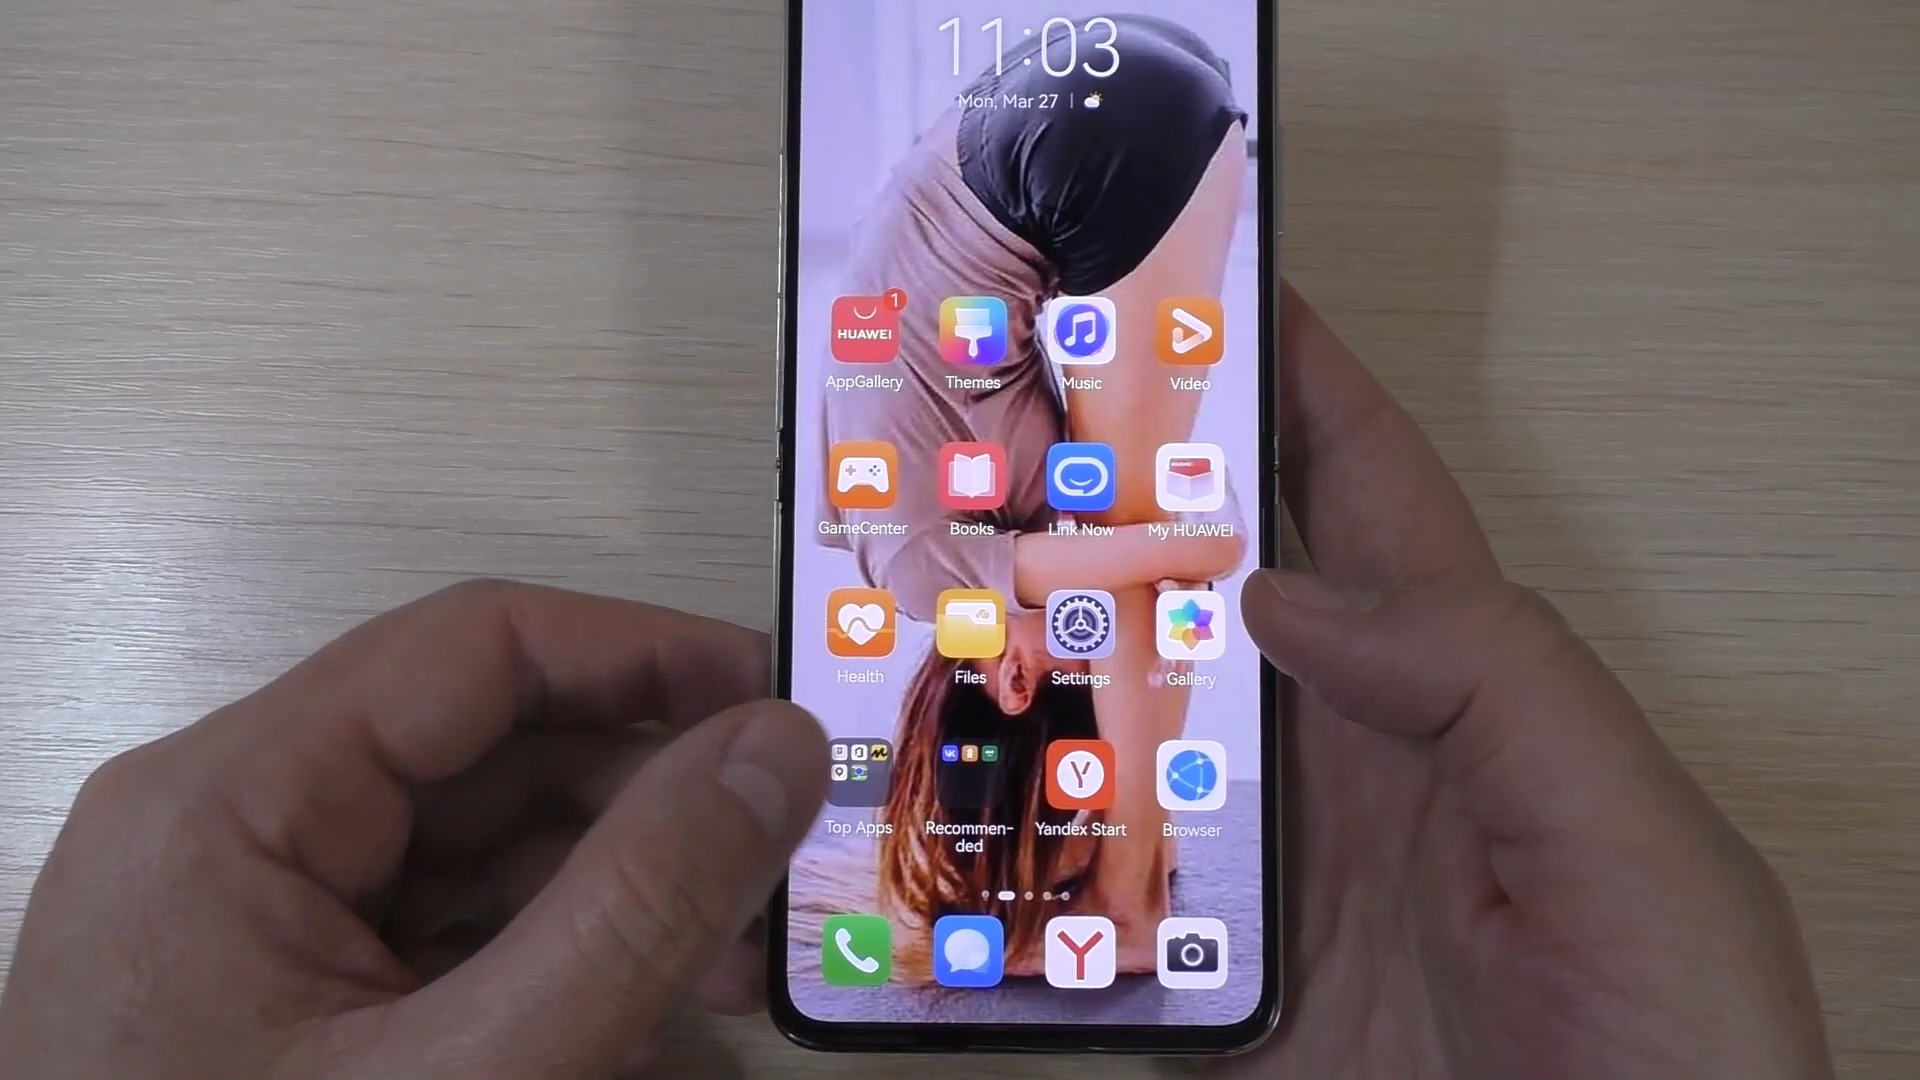 11:03
Mon, Mar 27 |
1
HUAWEI
AppGallery
Themes
Music
Video
GameCenter
Books
Link Now
HUAWEI
My HUAWEI
Health
Files
Settings
Gallery
Top Apps
Recommen-
ded
Y
Yandex Start
Browser
Y